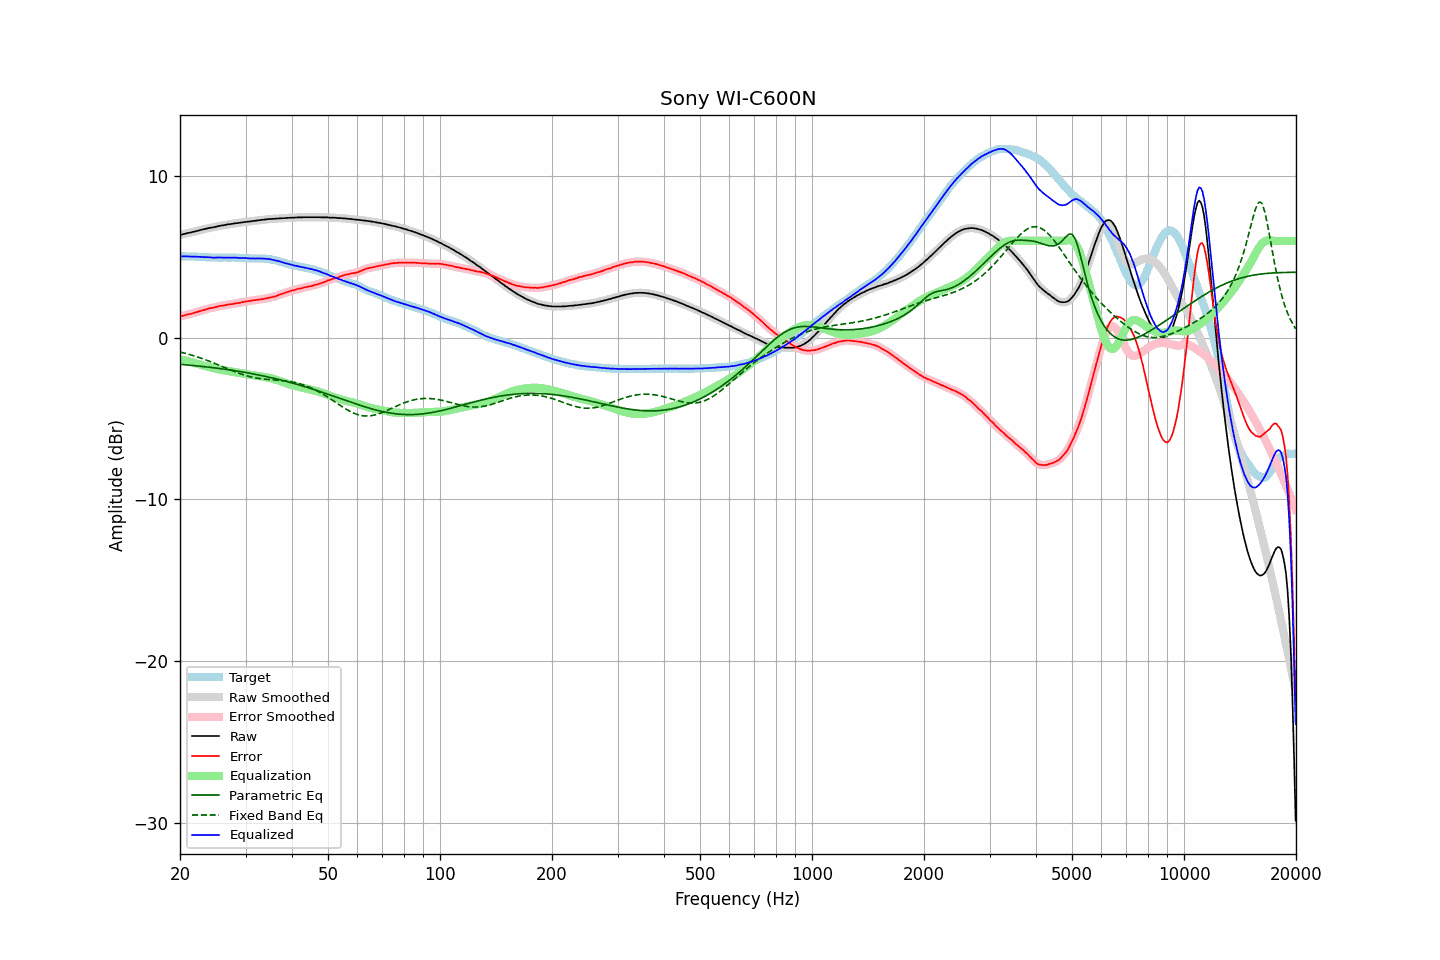 Sony WI-C600N
Amplitude (dBr)
10
0
−10
−20
−30
Target
Raw Smoothed
Error Smoothed
Raw
Error
Equalization
Parametric Eq
Fixed Band Eq
Equalized
20 50 100 200 500 1000 2000 5000 10000 20000
Frequency (Hz)